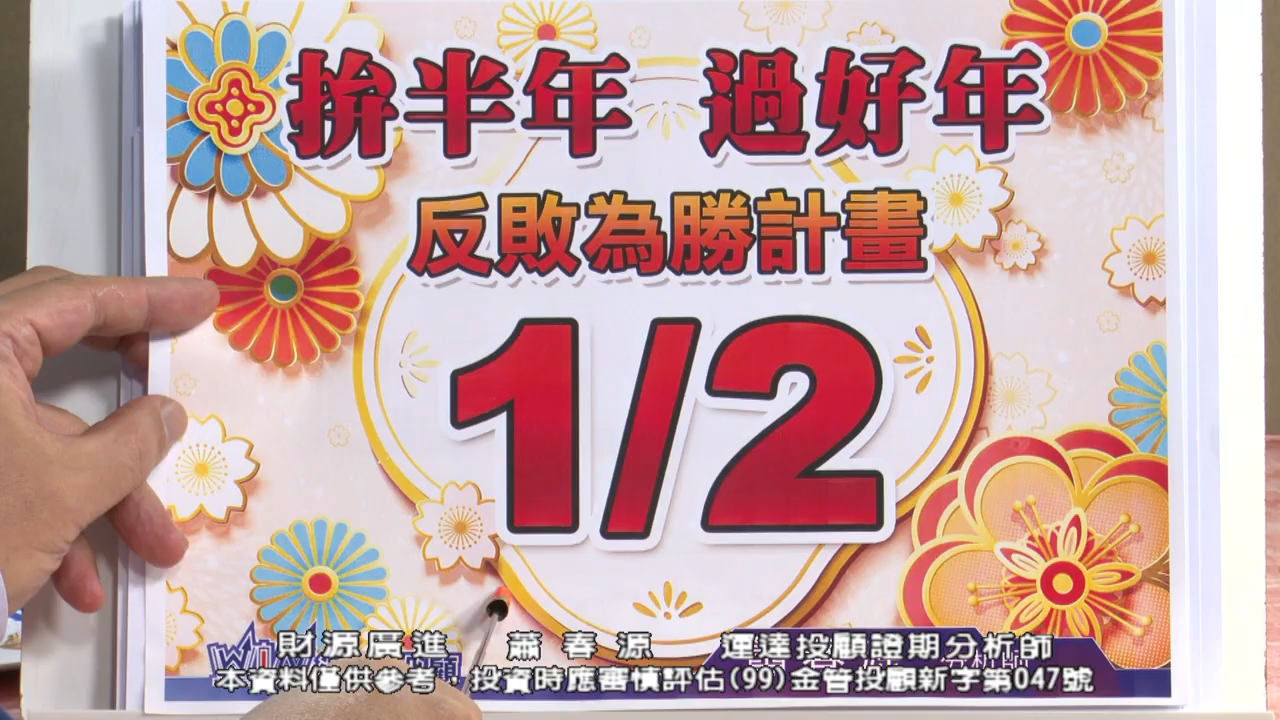 拚半年 過好年
反敗為勝計畫
1/2
財源廣進 蕭春源 運達投顧證期分析師
本資料僅供參考 投資時應審慎評估(99)金管投顧新字第047號